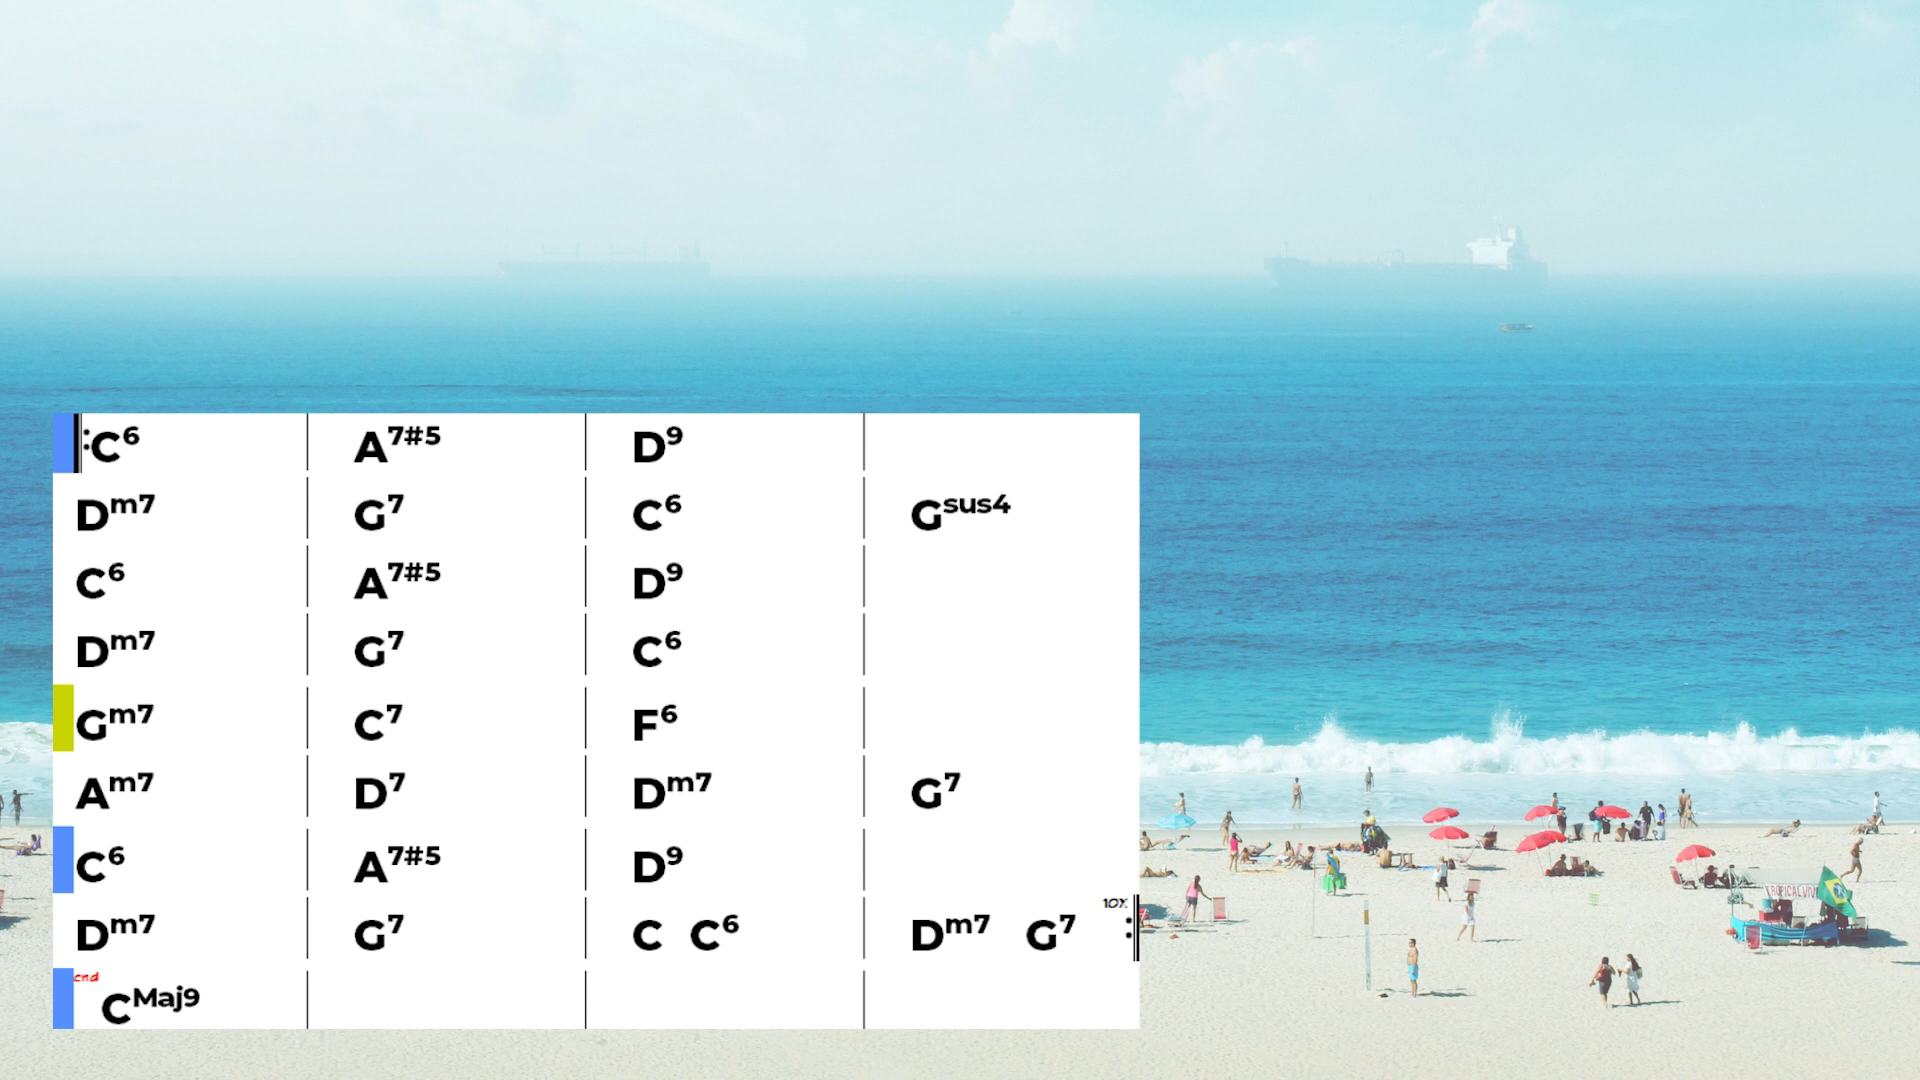 C6 A7#5 D9
Dm7 G7 C6 Gsus4
C6 A7#5 D9
Dm7 G7 C6
Gm7 C7 F6
Am7 D7 Dm7 G7
C6 A7#5 D9
10x
Dm7 G7 C C6 Dm7 G7
end
CMaj9